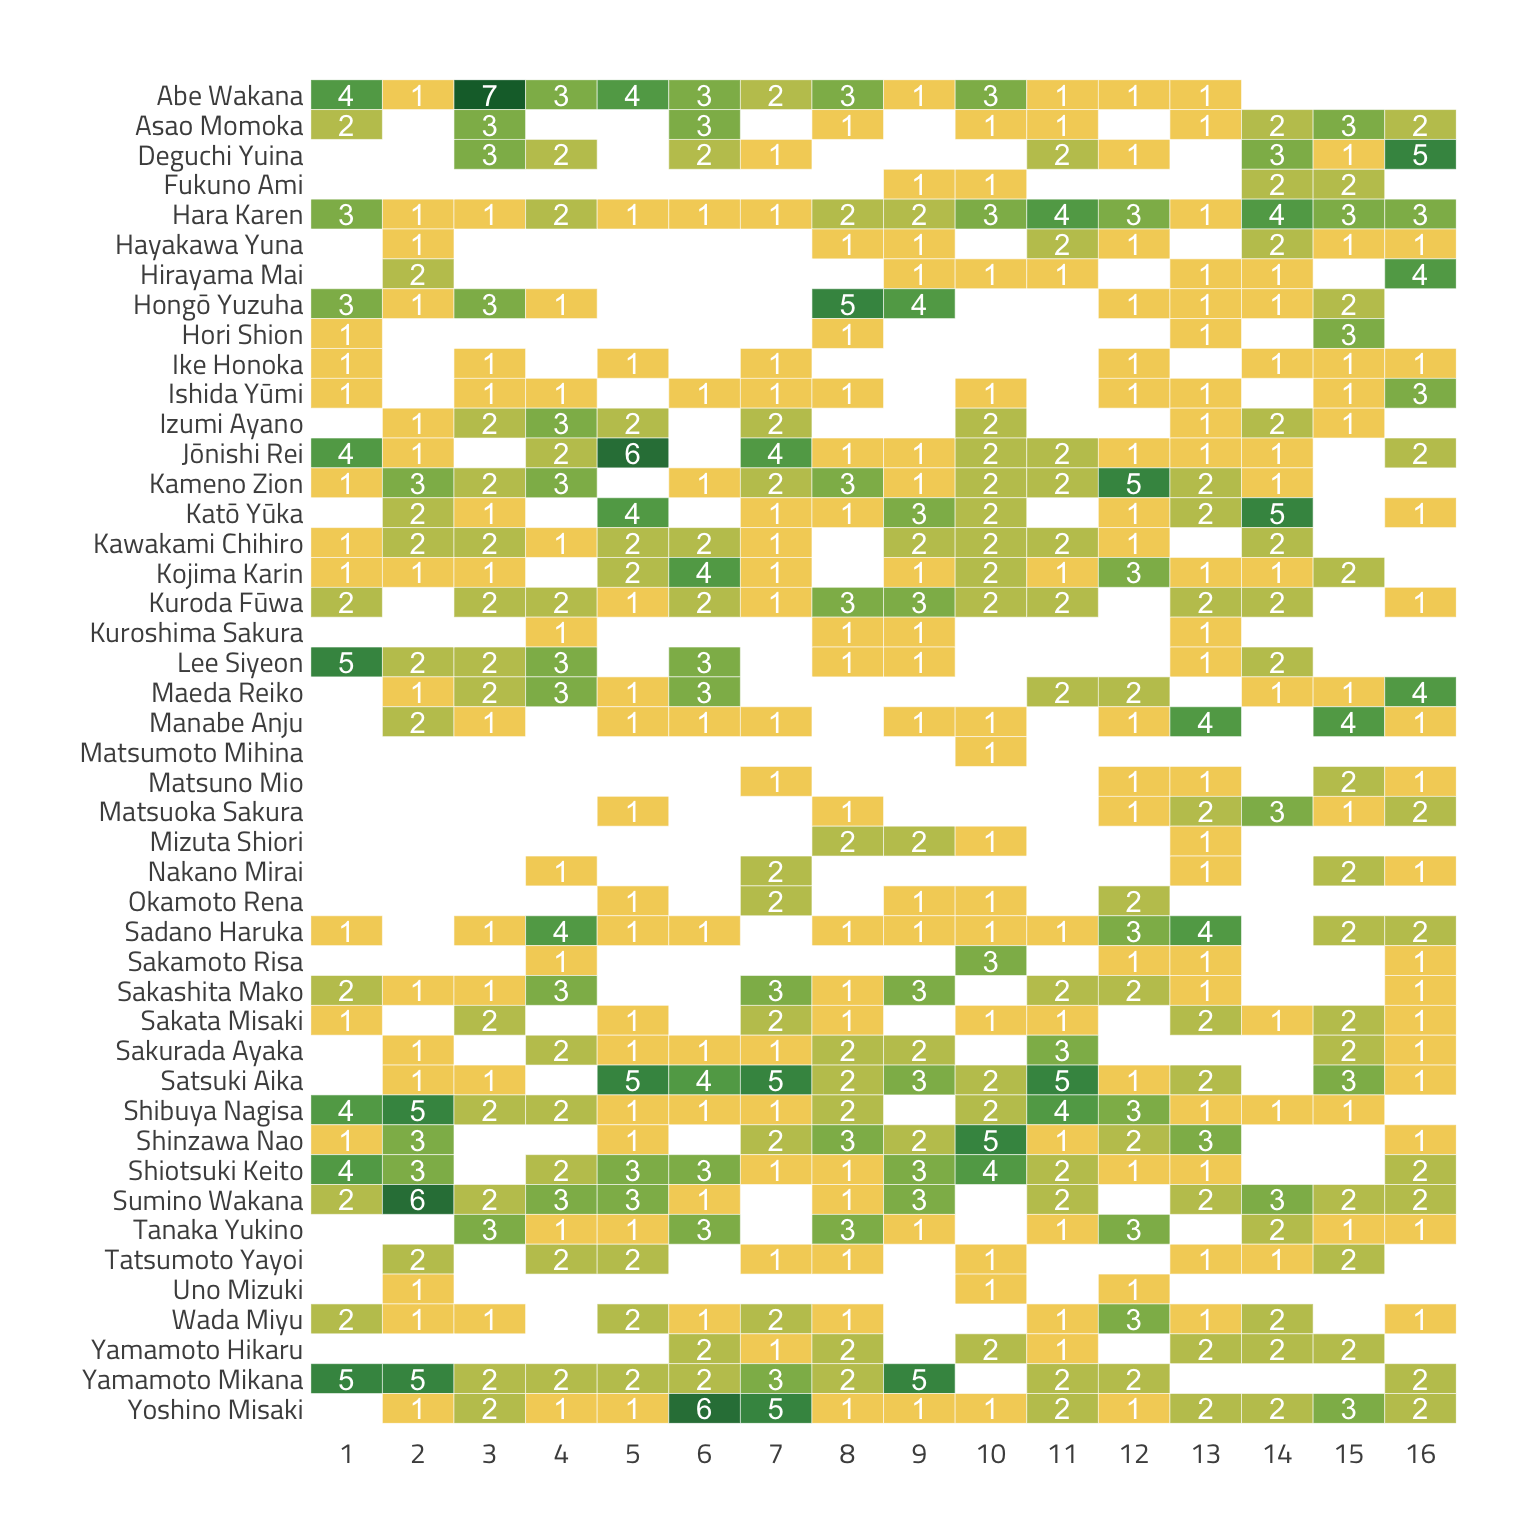 Abe Wakana 4 1 7 3 4 3 2 3 1 3 1 1 1
Asao Momoka 2 3 3 1 1 1 1 2 3 2
Deguchi Yuina 3 2 2 1 2 1 3 1 5
Fukuno Ami 1 1 2 2
Hara Karen 3 1 1 2 1 1 1 2 2 3 4 3 1 4 3 3
Hayakawa Yuna 1 1 1 2 1 2 1 1
Hirayama Mai 2 1 1 1 1 1 4
Hongō Yuzuha 3 1 3 1 5 4 1 1 1 2
Hori Shion 1 1 1 3
Ike Honoka 1 1 1 1 1 1 1 1
Ishida Yūmi 1 1 1 1 1 1 1 1 1 1 3
Izumi Ayano 1 2 3 2 2 2 1 2 1
Jōnishi Rei 4 1 2 6 4 1 1 2 2 1 1 1 2
Kameno Zion 1 3 2 3 1 2 3 1 2 2 5 2 1
Katō Yūka 2 1 4 1 1 3 2 1 2 5 1
Kawakami Chihiro 1 2 2 1 2 2 1 2 2 2 1 2
Kojima Karin 1 1 1 2 4 1 1 2 1 3 1 1 2
Kuroda Fūwa 2 2 2 1 2 1 3 3 2 2 2 2 1
Kuroshima Sakura 1 1 1 1
Lee Siyeon 5 2 2 3 3 1 1 1 2
Maeda Reiko 1 2 3 1 3 2 2 1 1 4
Manabe Anju 2 1 1 1 1 1 1 1 4 4 1
Matsumoto Mihina 1
Matsuno Mio 1 1 1 2 1
Matsuoka Sakura 1 1 1 2 3 1 2
Mizuta Shiori 2 2 1 1
Nakano Mirai 1 2 1 2 1
Okamoto Rena 1 2 1 1 2
Sadano Haruka 1 1 4 1 1 1 1 1 1 3 4 2 2
Sakamoto Risa 1 3 1 1 1
Sakashita Mako 2 1 1 3 3 1 3 2 2 1 1
Sakata Misaki 1 2 1 2 1 1 1 2 1 2 1
Sakurada Ayaka 1 2 1 1 1 2 2 3 2 1
Satsuki Aika 1 1 5 4 5 2 3 2 5 1 2 3 1
Shibuya Nagisa 4 5 2 2 1 1 1 2 2 4 3 1 1 1
Shinzawa Nao 1 3 1 2 3 2 5 1 2 3 1
Shiotsuki Keito 4 3 2 3 3 1 1 3 4 2 1 1 2
Sumino Wakana 2 6 2 3 3 1 1 3 2 2 3 2 2
Tanaka Yukino 3 1 1 3 3 1 1 3 2 1 1
Tatsumoto Yayoi 2 2 2 1 1 1 1 1 2
Uno Mizuki 1 1 1
Wada Miyu 2 1 1 2 1 2 1 1 3 1 2 1
Yamamoto Hikaru 2 1 2 2 1 2 2 2
Yamamoto Mikana 5 5 2 2 2 2 3 2 5 2 2 2
Yoshino Misaki 1 2 1 1 6 5 1 1 1 2 1 2 2 3 2
1 2 3 4 5 6 7 8 9 10 11 12 13 14 15 16